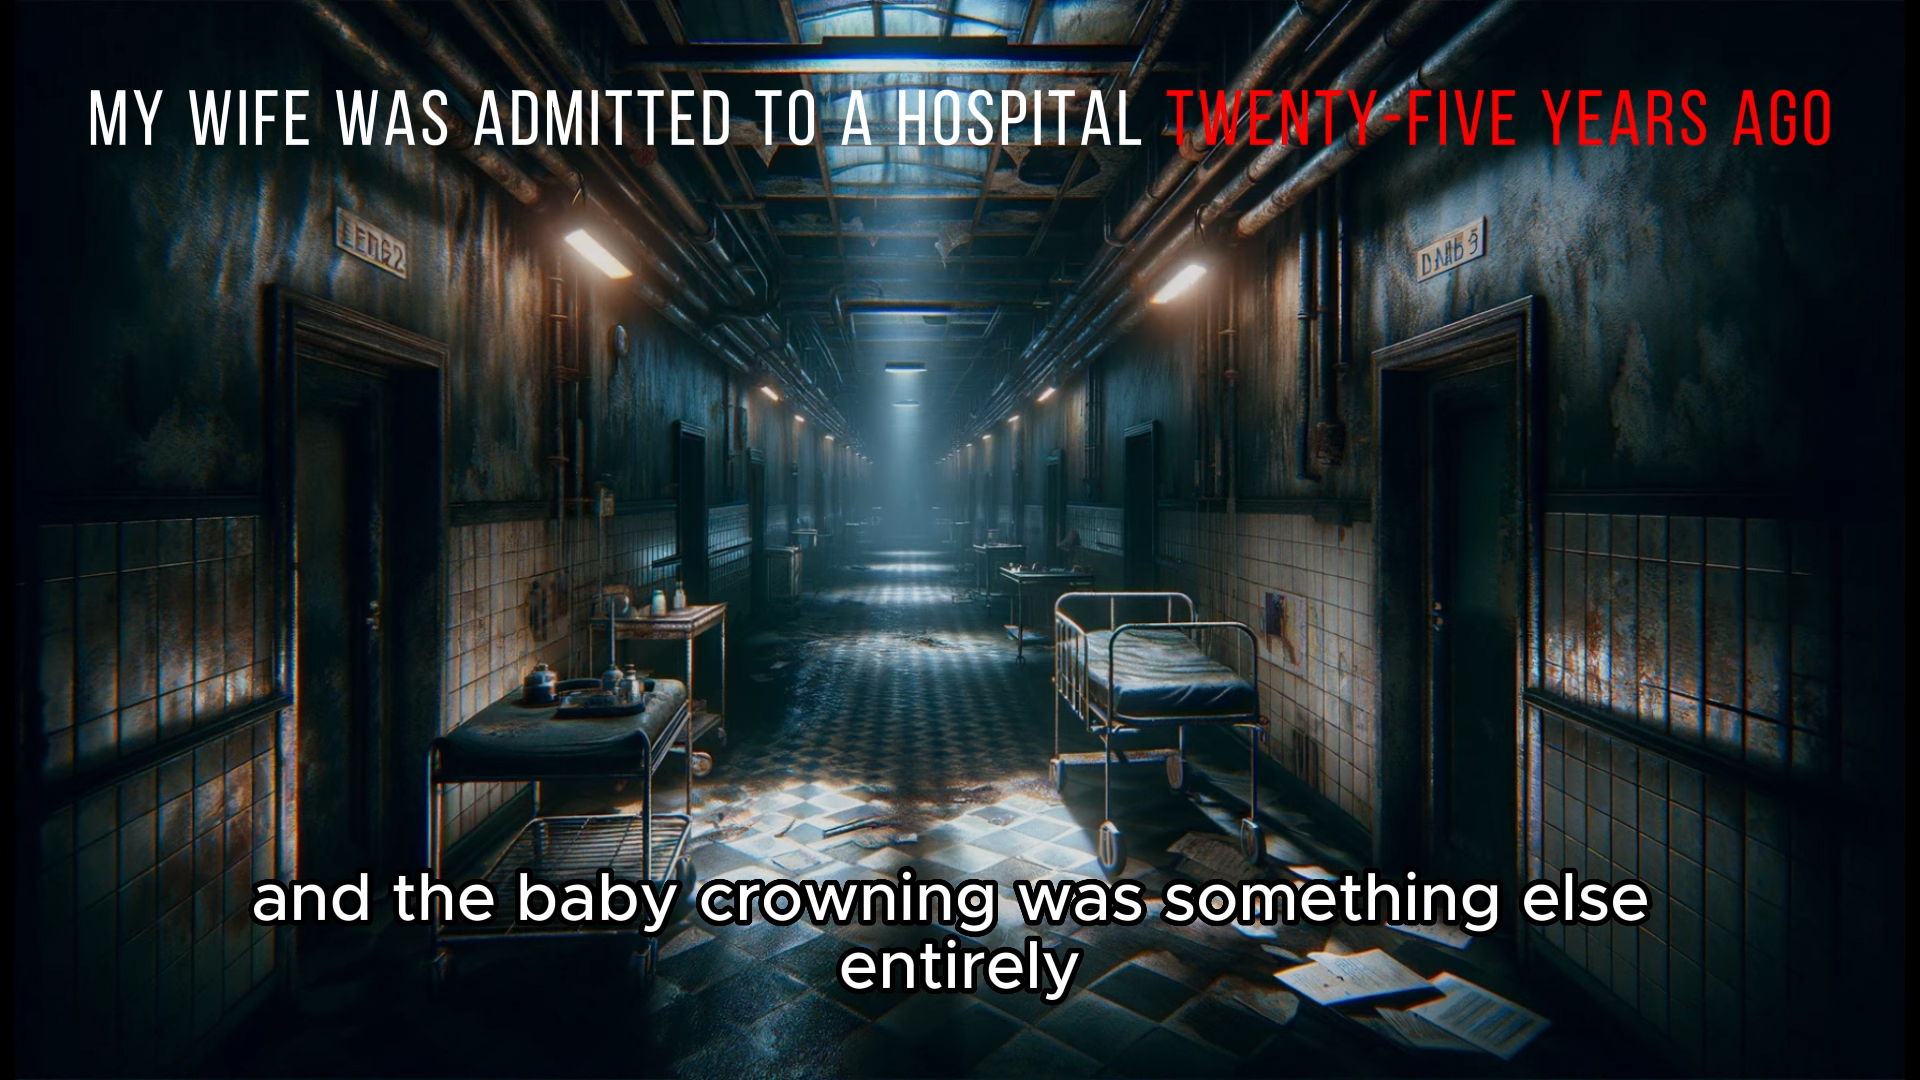 MY WIFE WAS ADMITTED TO A HOSPITAL TWENTY-FIVE YEARS AGO
and the baby crowning was something else
entirely